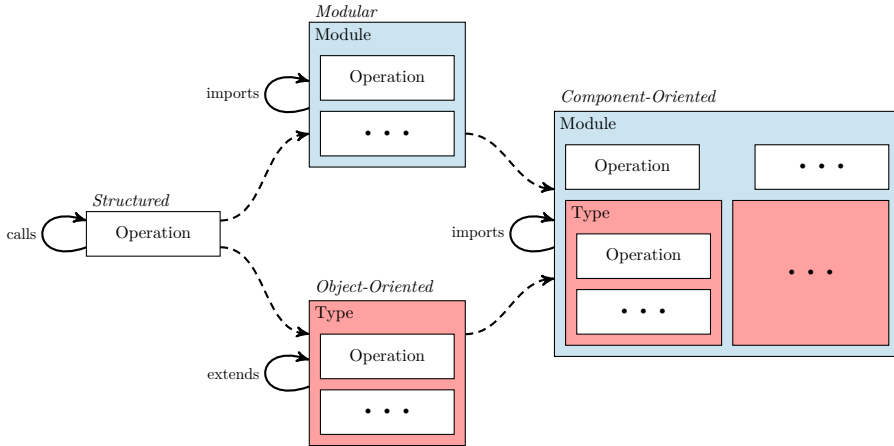 Modular
Module
Operation
imports
• • •
Structured
calls
Operation
Object-Oriented
Type
Operation
extends
• • •
Component-Oriented
Module
Operation
• • •
imports
Type
Operation
• • •
• • •